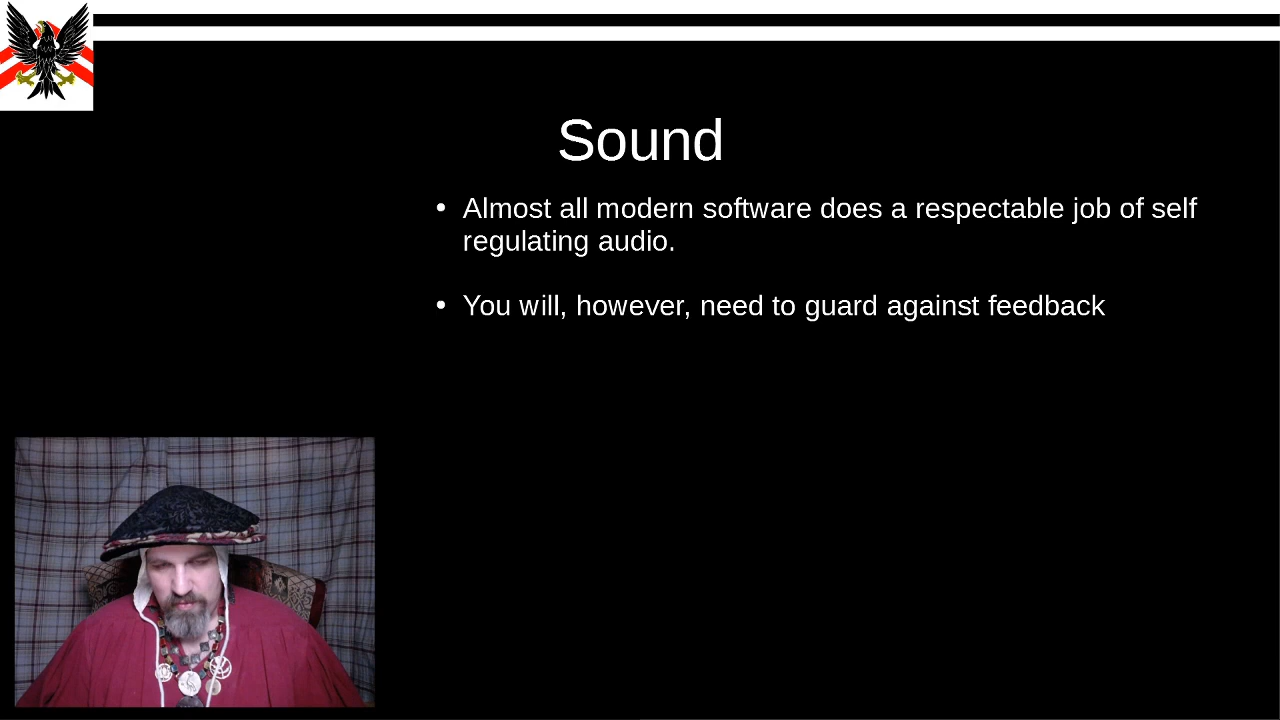 Sound
• Almost all modern software does a respectable job of self
regulating audio.
• You will, however, need to guard against feedback